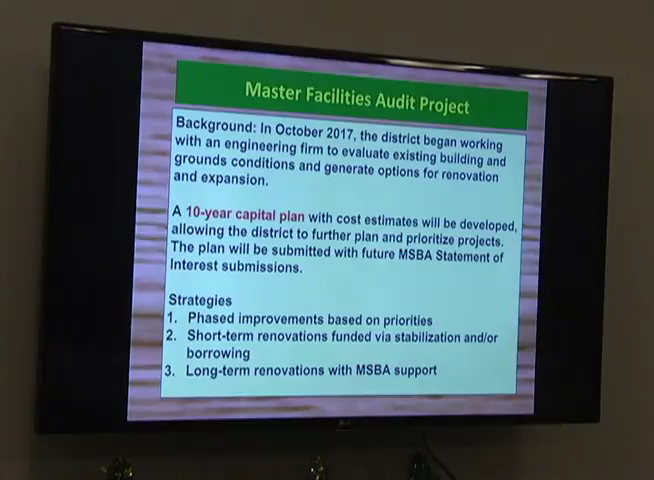 Master Facilities Audit Project
Background: In October 2017, the district began working
with an engineering firm to evaluate existing building and
grounds conditions and generate options for renovation
and expansion.
A 10-year capital plan with cost estimates will be developed,
allowing the district to further plan and prioritize projects.
The plan will be submitted with future MSBA Statement of
Interest submissions.
Strategies
1. Phased improvements based on priorities
2. Short-term renovations funded via stabilization and/or
borrowing
3. Long-term renovations with MSBA support
LG